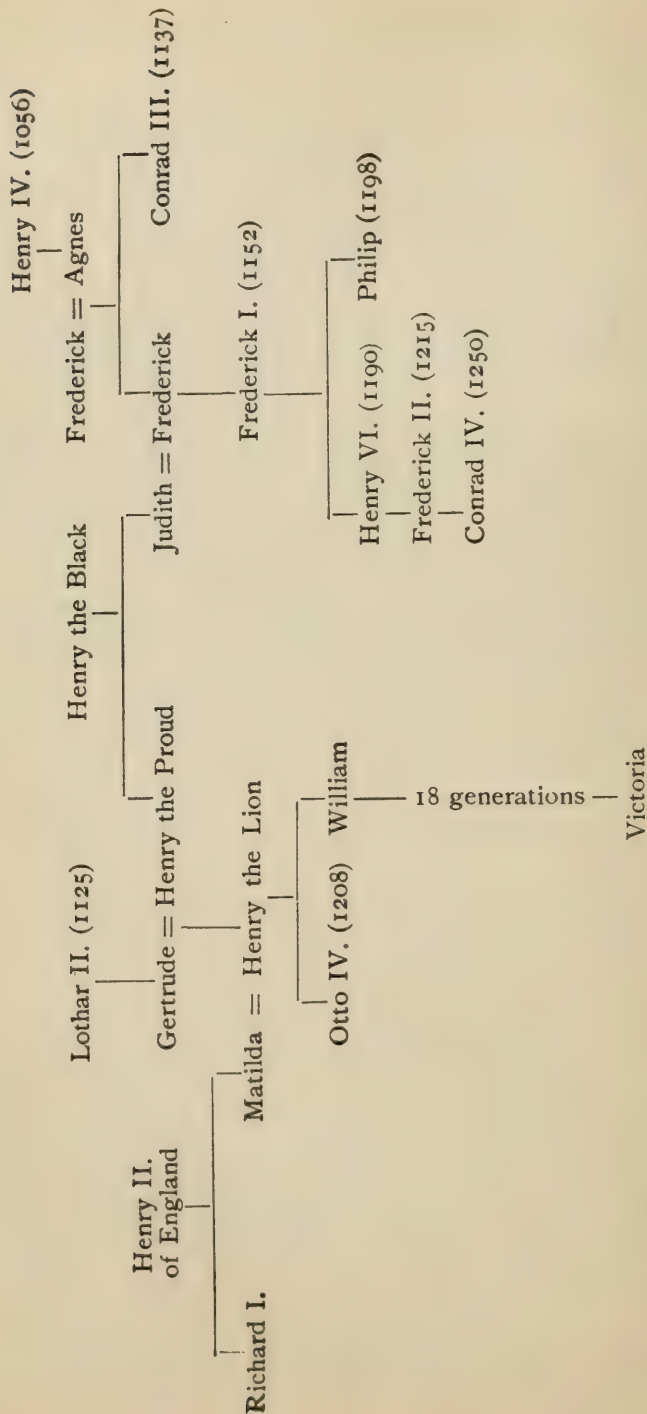 Henry IV. (1056)
Lothar II. (1125) Henry the Black Frederick = Agnes
Henry II.
of England
Gertrude = Henry the Proud Judith = Frederick Conrad III. (1137)
Richard I. Matilda = Henry the Lion Frederick I. (1152)
Otto IV. (1208) William Henry VI. (1190) Philip (1198)
Frederick II. (1215)
18 generations Conrad IV. (1250)
Victoria